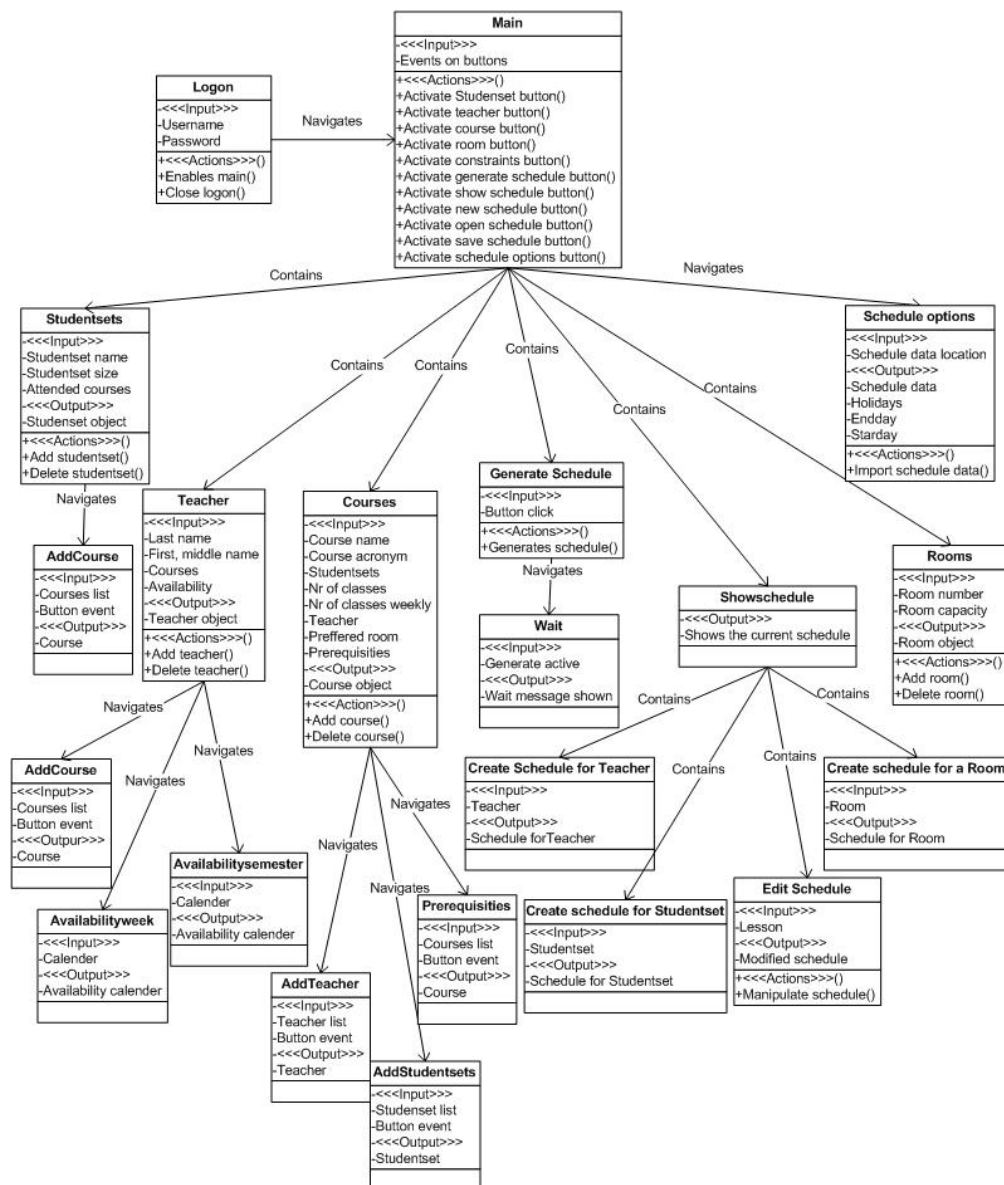 Main
-<<<Input>>>
-Events on buttons
+<<<Actions>>>()
+Activate Studenset button()
+Activate teacher button()
+Activate course button()
+Activate room button()
+Activate constraints button()
+Activate generate schedule button()
+Activate show schedule button()
+Activate new schedule button()
+Activate open schedule button()
+Activate save schedule button()
+Activate schedule options button()
Logon
-<<<Input>>>
-Username
-Password
+<<<Actions>>>()
+Enables main()
+Close logon()
Navigates
Contains
Navigates
Contains
Contains
Contains
Contains
Contains
Studentsets
-<<<Input>>>
-Studentset name
-Studentset size
-Attended courses
-<<<Output>>>
-Studenset object
+<<<Actions>>>()
+Add studentset()
+Delete studentset()
Navigates
Schedule options
-<<<Input>>>
-Schedule data location
-<<<Output>>>
-Schedule data
-Holidays
-Endday
-Starday
+<<<Actions>>>()
+Import schedule data()
AddCourse
-<<<Input>>>
-Courses list
-Button event
-<<<Output>>>
-Course
Teacher
-<<<Input>>>
-Last name
-First, middle name
-Courses
-Availability
-<<<Output>>>
-Teacher object
+<<<Actions>>>()
+Add teacher()
+Delete teacher()
Courses
-<<<Input>>>
-Course name
-Course acronym
-Studentsets
-Nr of classes
-Nr of classes weekly
-Teacher
-Preffered room
-Prerequisities
-<<<Output>>>
-Course object
+<<<Action>>>()
+Add course()
+Delete course()
Generate Schedule
-<<<Input>>>
-Button click
+<<<Actions>>>()
+Generates schedule()
Navigates
Wait
-<<<Input>>>
-Generate active
-<<<Output>>>
-Wait message shown
Showschedule
-<<<Output>>>
-Shows the current schedule
Rooms
-<<<Input>>>
-Room number
-Room capacity
-<<<Output>>>
-Room object
+<<<Actions>>>()
+Add room()
+Delete room()
Navigates
Navigates
Navigates
Navigates
Navigates
Navigates
Contains
Contains
Contains
Contains
AddCourse
-<<<Input>>>
-Courses list
-Button event
-<<<Outpur>>>
-Course
Availabilityweek
-<<<Input>>>
-Calender
-<<<Output>>>
-Availability calender
Availabilitysemester
-<<<Input>>>
-Calender
-<<<Output>>>
-Availability calender
AddTeacher
-<<<Input>>>
-Teacher list
-Button event
-<<<Output>>>
-Teacher
AddStudentsets
-<<<Input>>>
-Studenset list
-Button event
-<<<Output>>>
-Studentset
Prerequisities
-<<<Input>>>
-Courses list
-Button event
-<<<Output>>>
-Course
Create Schedule for Teacher
-<<<Input>>>
-Teacher
-<<<Output>>>
-Schedule forTeacher
Create schedule for Studentset
-<<<Input>>>
-Studentset
-<<<Output>>>
-Schedule for Studentset
Edit Schedule
-<<<Input>>>
-Lesson
-<<<Output>>>
-Modified schedule
+<<<Actions>>>()
+Manipulate schedule()
Create schedule for a Room
-<<<Input>>>
-Room
-<<<Output>>>
-Schedule for Room